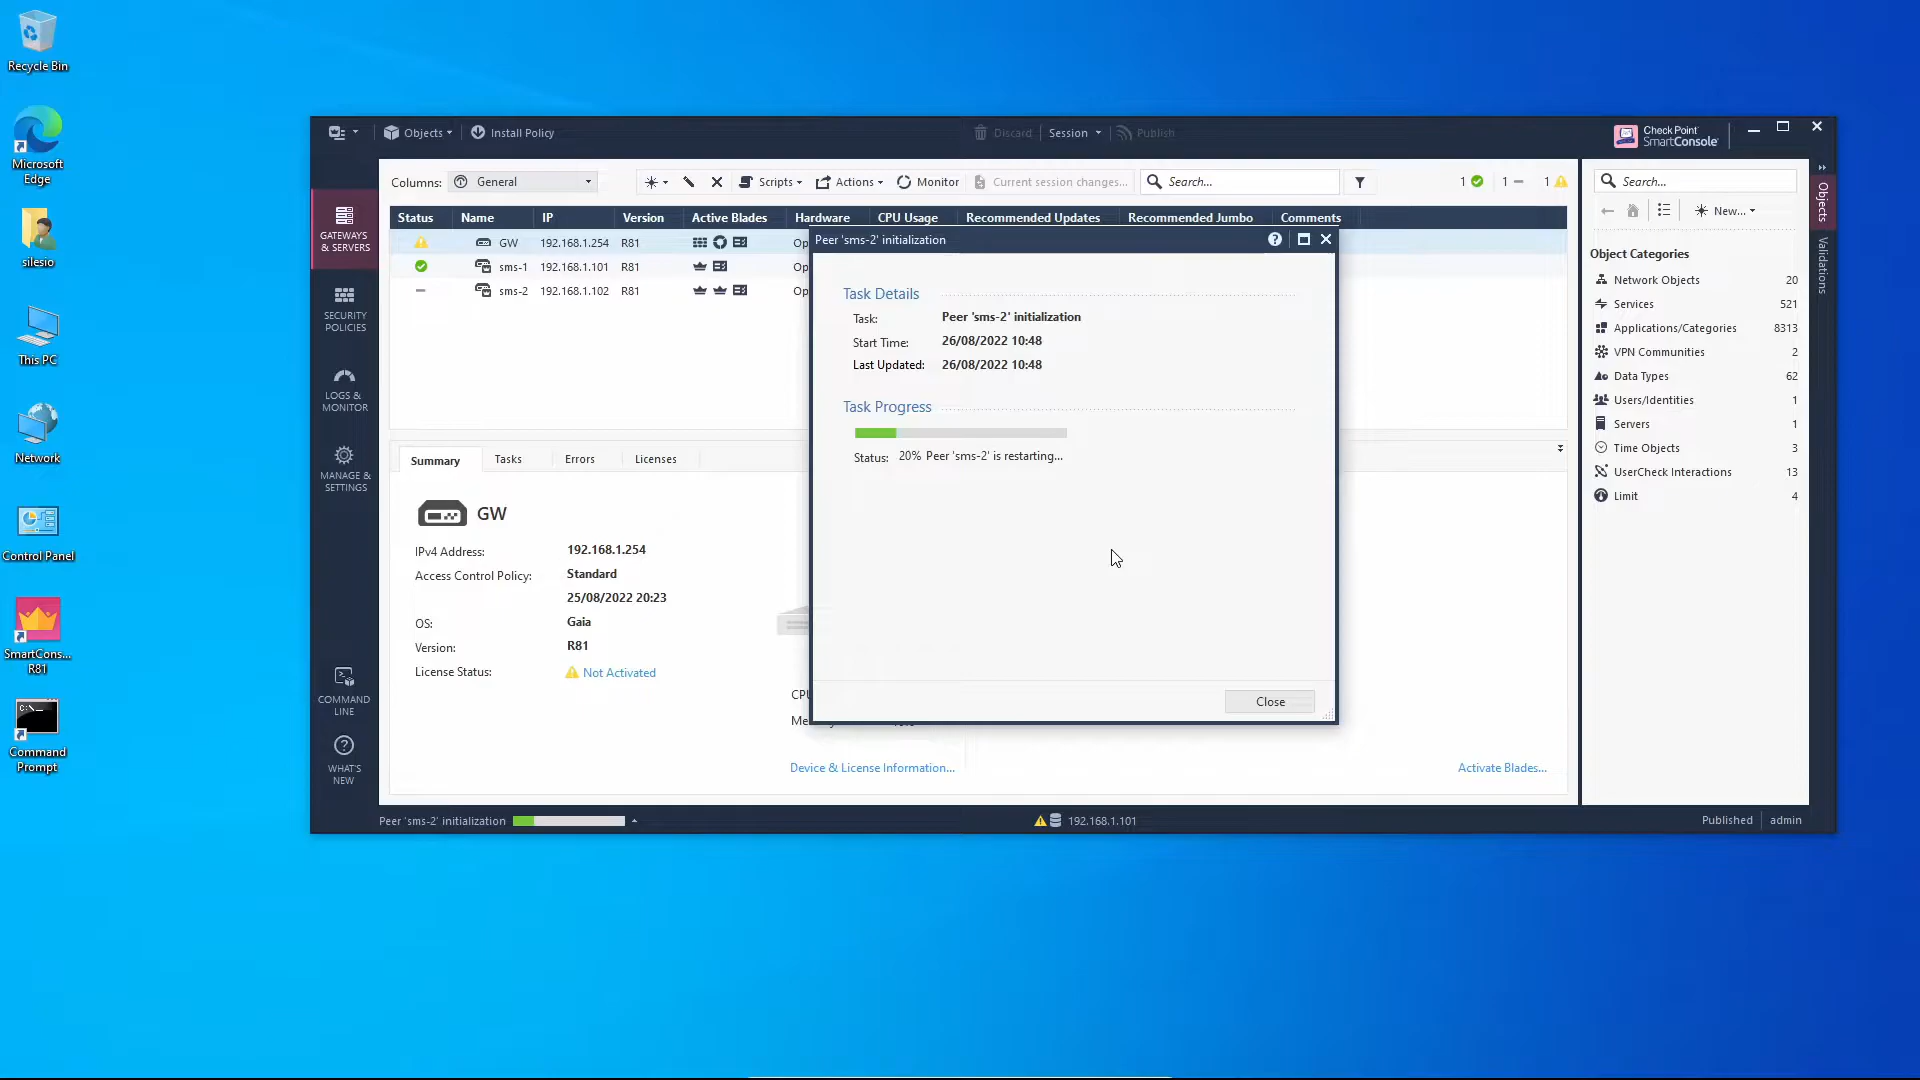 Recycle Bin
Microsoft
Edge
silesio
This PC
Network
Control Panel
SmartCons...
R81
Command
Prompt
Objects
Install Policy
Discard
Session
Publish
Check Point
SmartConsole
GATEWAYS
& SERVERS
SECURITY
POLICIES
LOGS &
MONITOR
MANAGE &
SETTINGS
COMMAND
LINE
WHAT'S
NEW
Columns:
General
Scripts
Actions
Monitor
Current session changes...
Search...
1
1
1
Status Name IP Version Active Blades Hardware CPU Usage Recommended Updates Recommended Jumbo Comments
GW 192.168.1.254 R81 Op
sms-1 192.168.1.101 R81 Op
sms-2 192.168.1.102 R81 Op
Peer 'sms-2' initialization
Task Details
Task: Peer 'sms-2' initialization
Start Time: 26/08/2022 10:48
Last Updated: 26/08/2022 10:48
Task Progress
Status: 20% Peer 'sms-2' is restarting...
Close
Summary Tasks Errors Licenses
GW
IPv4 Address: 192.168.1.254
Access Control Policy: Standard
25/08/2022 20:23
OS: Gaia
Version: R81
License Status: Not Activated
CPU
Me
Device & License Information...
Activate Blades...
Search...
New...
Object Categories
Network Objects 20
Services 521
Applications/Categories 8313
VPN Communities 2
Data Types 62
Users/Identities 1
Servers 1
Time Objects 3
UserCheck Interactions 13
Limit 4
Objects
Validations
Peer 'sms-2' initialization
192.168.1.101
Published
admin